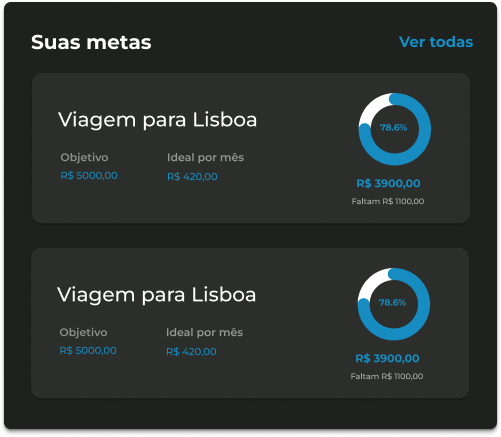 Suas metas
Ver todas
Viagem para Lisboa
78.6%
Objetivo
Ideal por mês
R$ 5000,00
R$ 420,00
R$ 3900,00
Faltam R$ 1100,00
Viagem para Lisboa
78.6%
Objetivo
Ideal por mês
R$ 5000,00
R$ 420,00
R$ 3900,00
Faltam R$ 1100,00